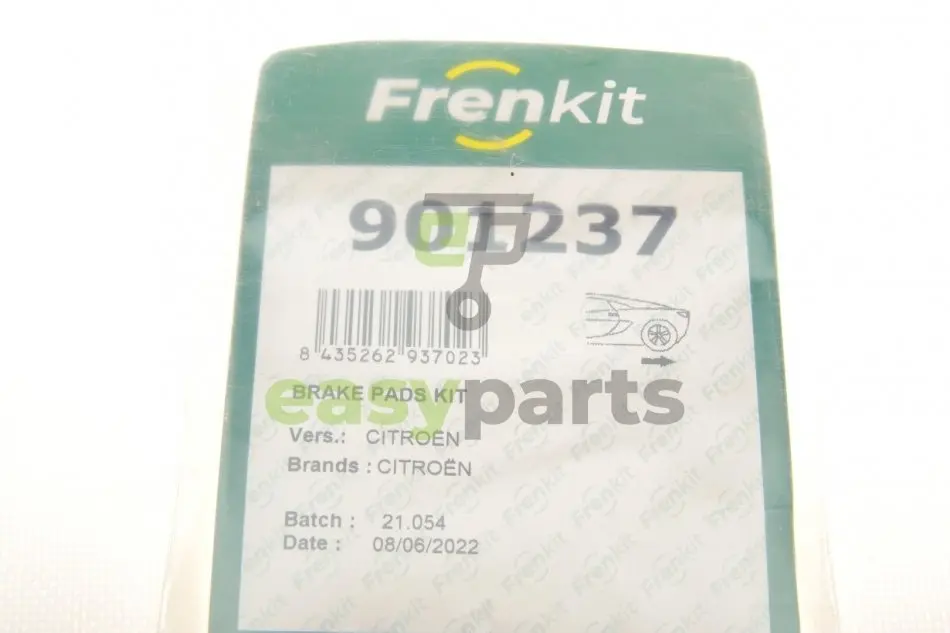 Frenkit
901237
8 435262 937023
BRAKE PADS KIT
easyparts
Vers.: CITROËN
Brands : CITROËN
Batch : 21.054
Date : 08/06/2022